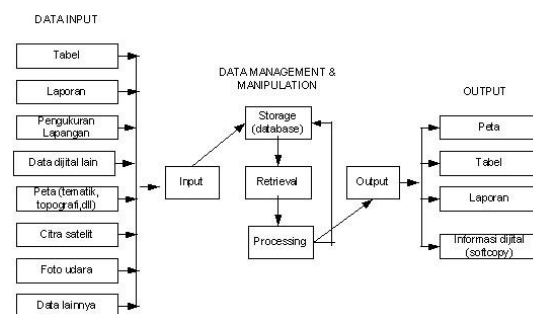 DATA INPUT
Tabel
Laporan
Pengukuran
Lapangan
Data dijital lain
Peta (tematik,
topografi,dll)
Citra satelit
Foto udara
Data lainnya
Input
DATA MANAGEMENT &
MANIPULATION
Storage
(database)
Retrieval
Processing
Output
OUTPUT
Peta
Tabel
Laporan
Informasi dijital
(softcopy)